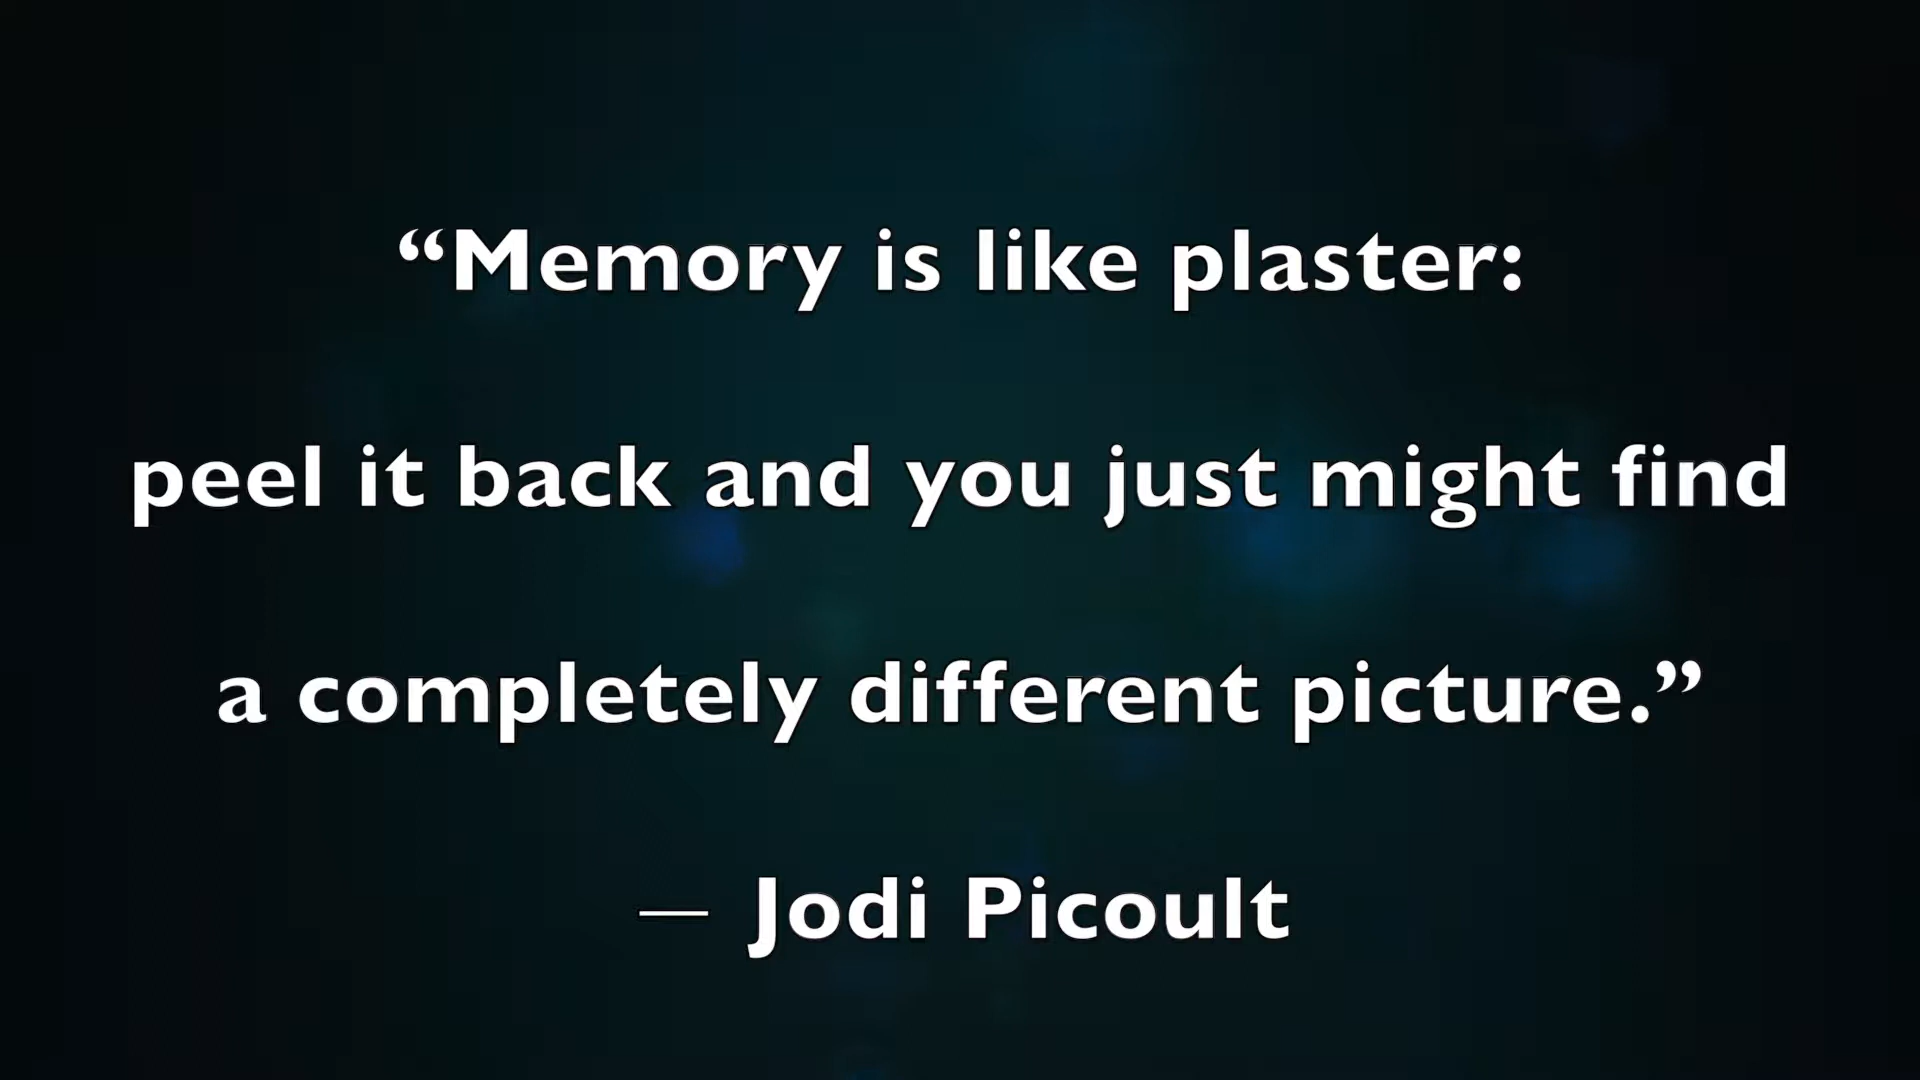 “Memory is like plaster:
peel it back and you just might find
a completely different picture.”
— Jodi Picoult